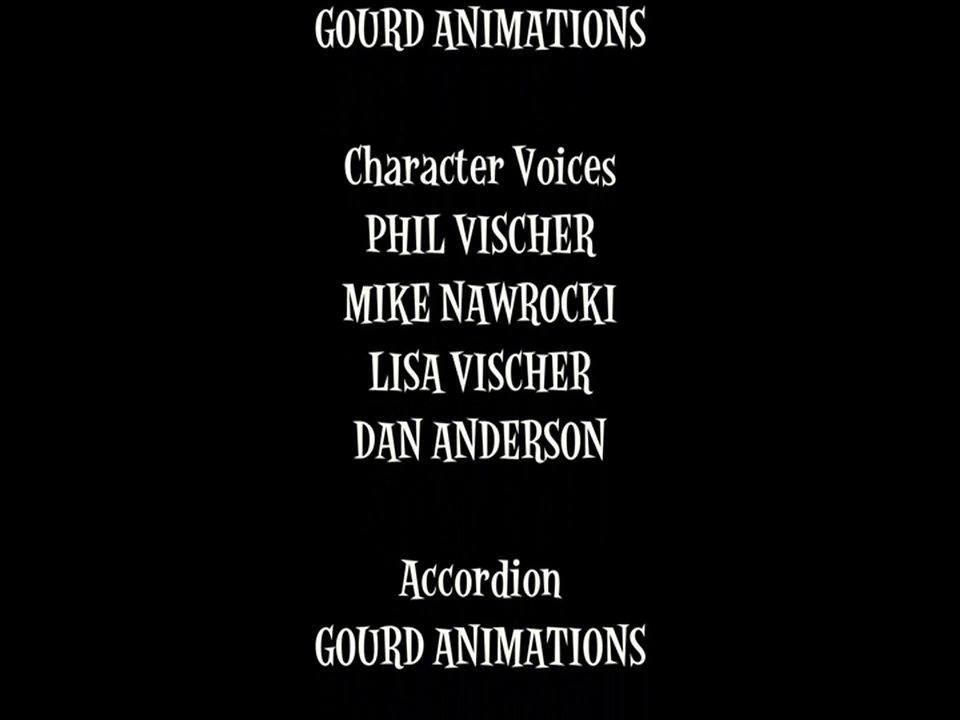 GOURD ANIMATIONS
Character Voices
PHIL VISCHER
MIKE NAWROCKI
LISA VISCHER
DAN ANDERSON
Accordion
GOURD ANIMATIONS